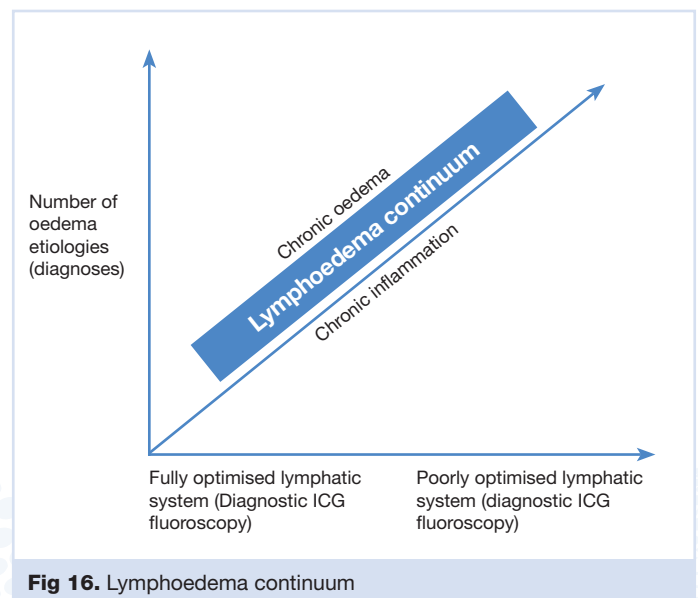 Number of
oedema
etiologies
(diagnoses)
Chronic oedema
Lymphoedema continuum
Chronic inflammation
Fully optimised lymphatic
system (Diagnostic ICG
fluoroscopy)
Poorly optimised lymphatic
system (diagnostic ICG
fluoroscopy)
Fig 16. Lymphoedema continuum